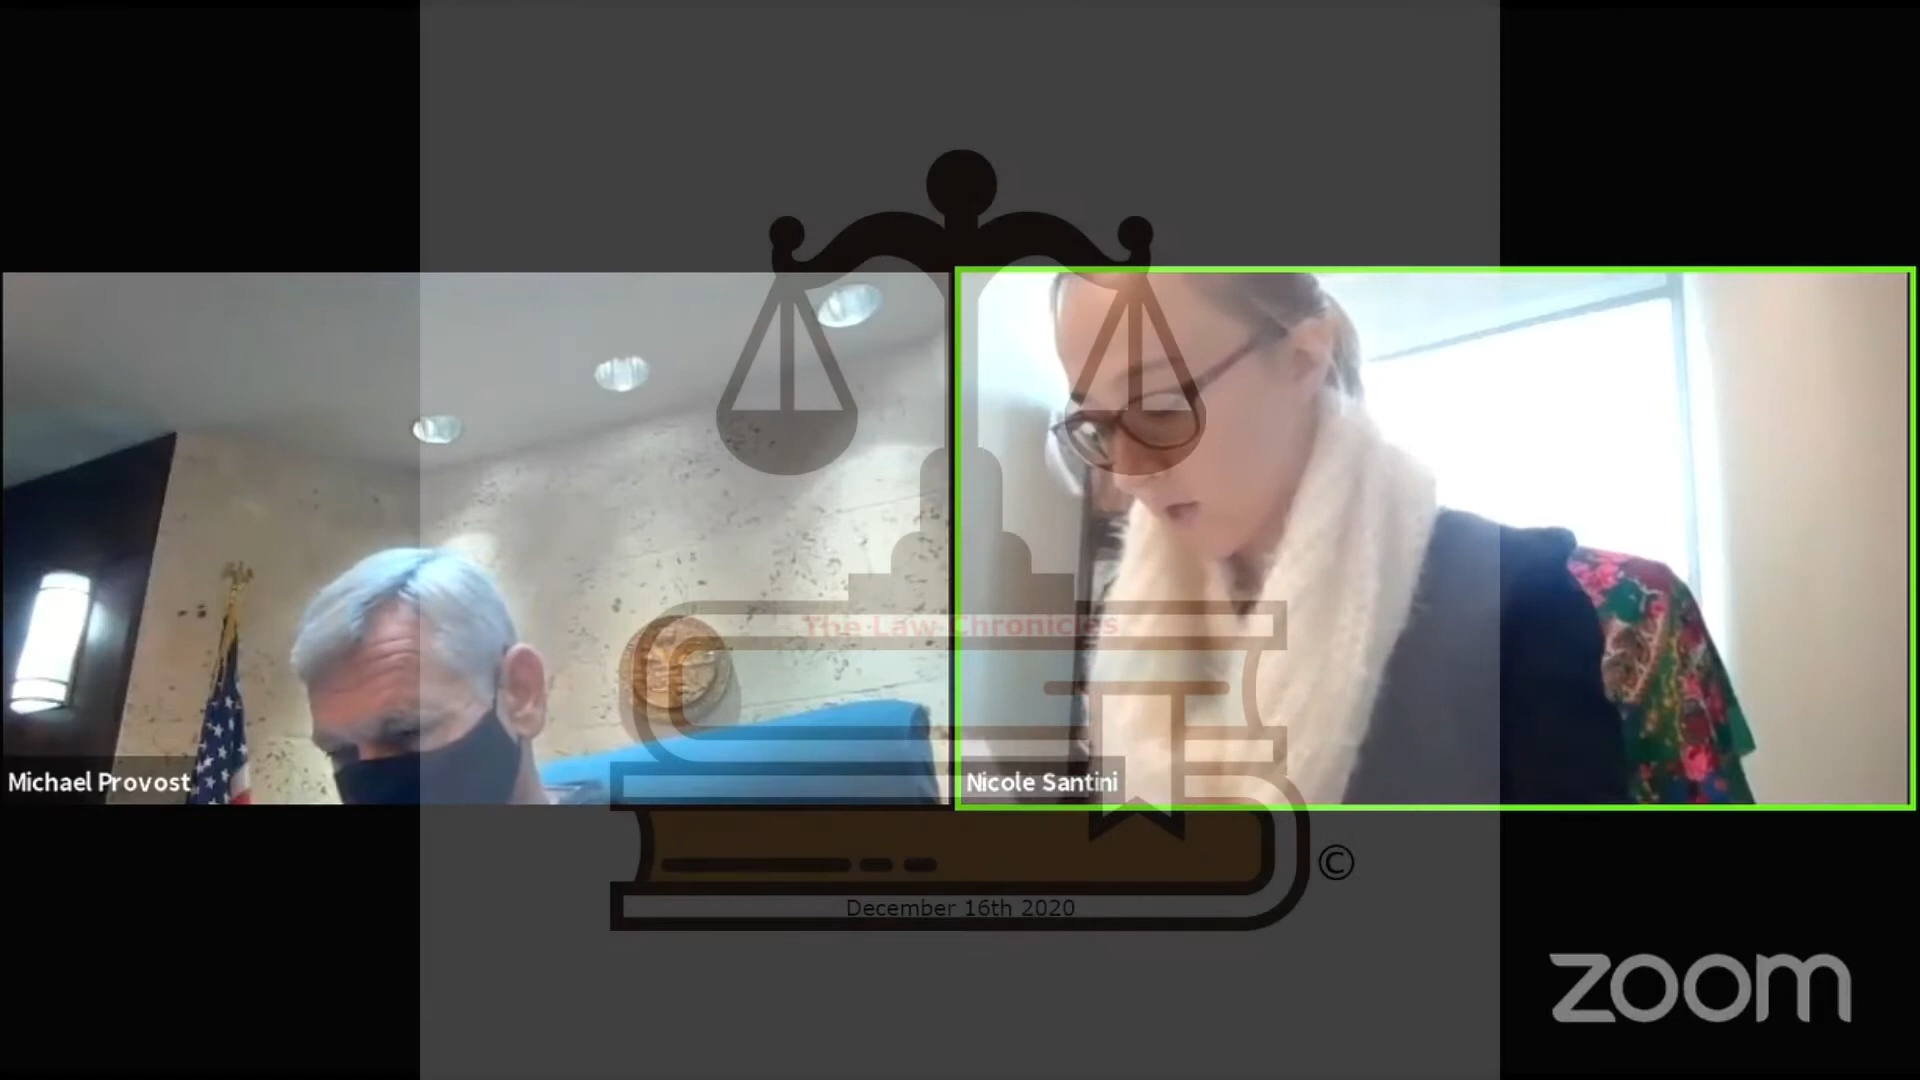 The Law Chronicles
Michael Provost
Nicole Santini
©
December 16th 2020
zoom